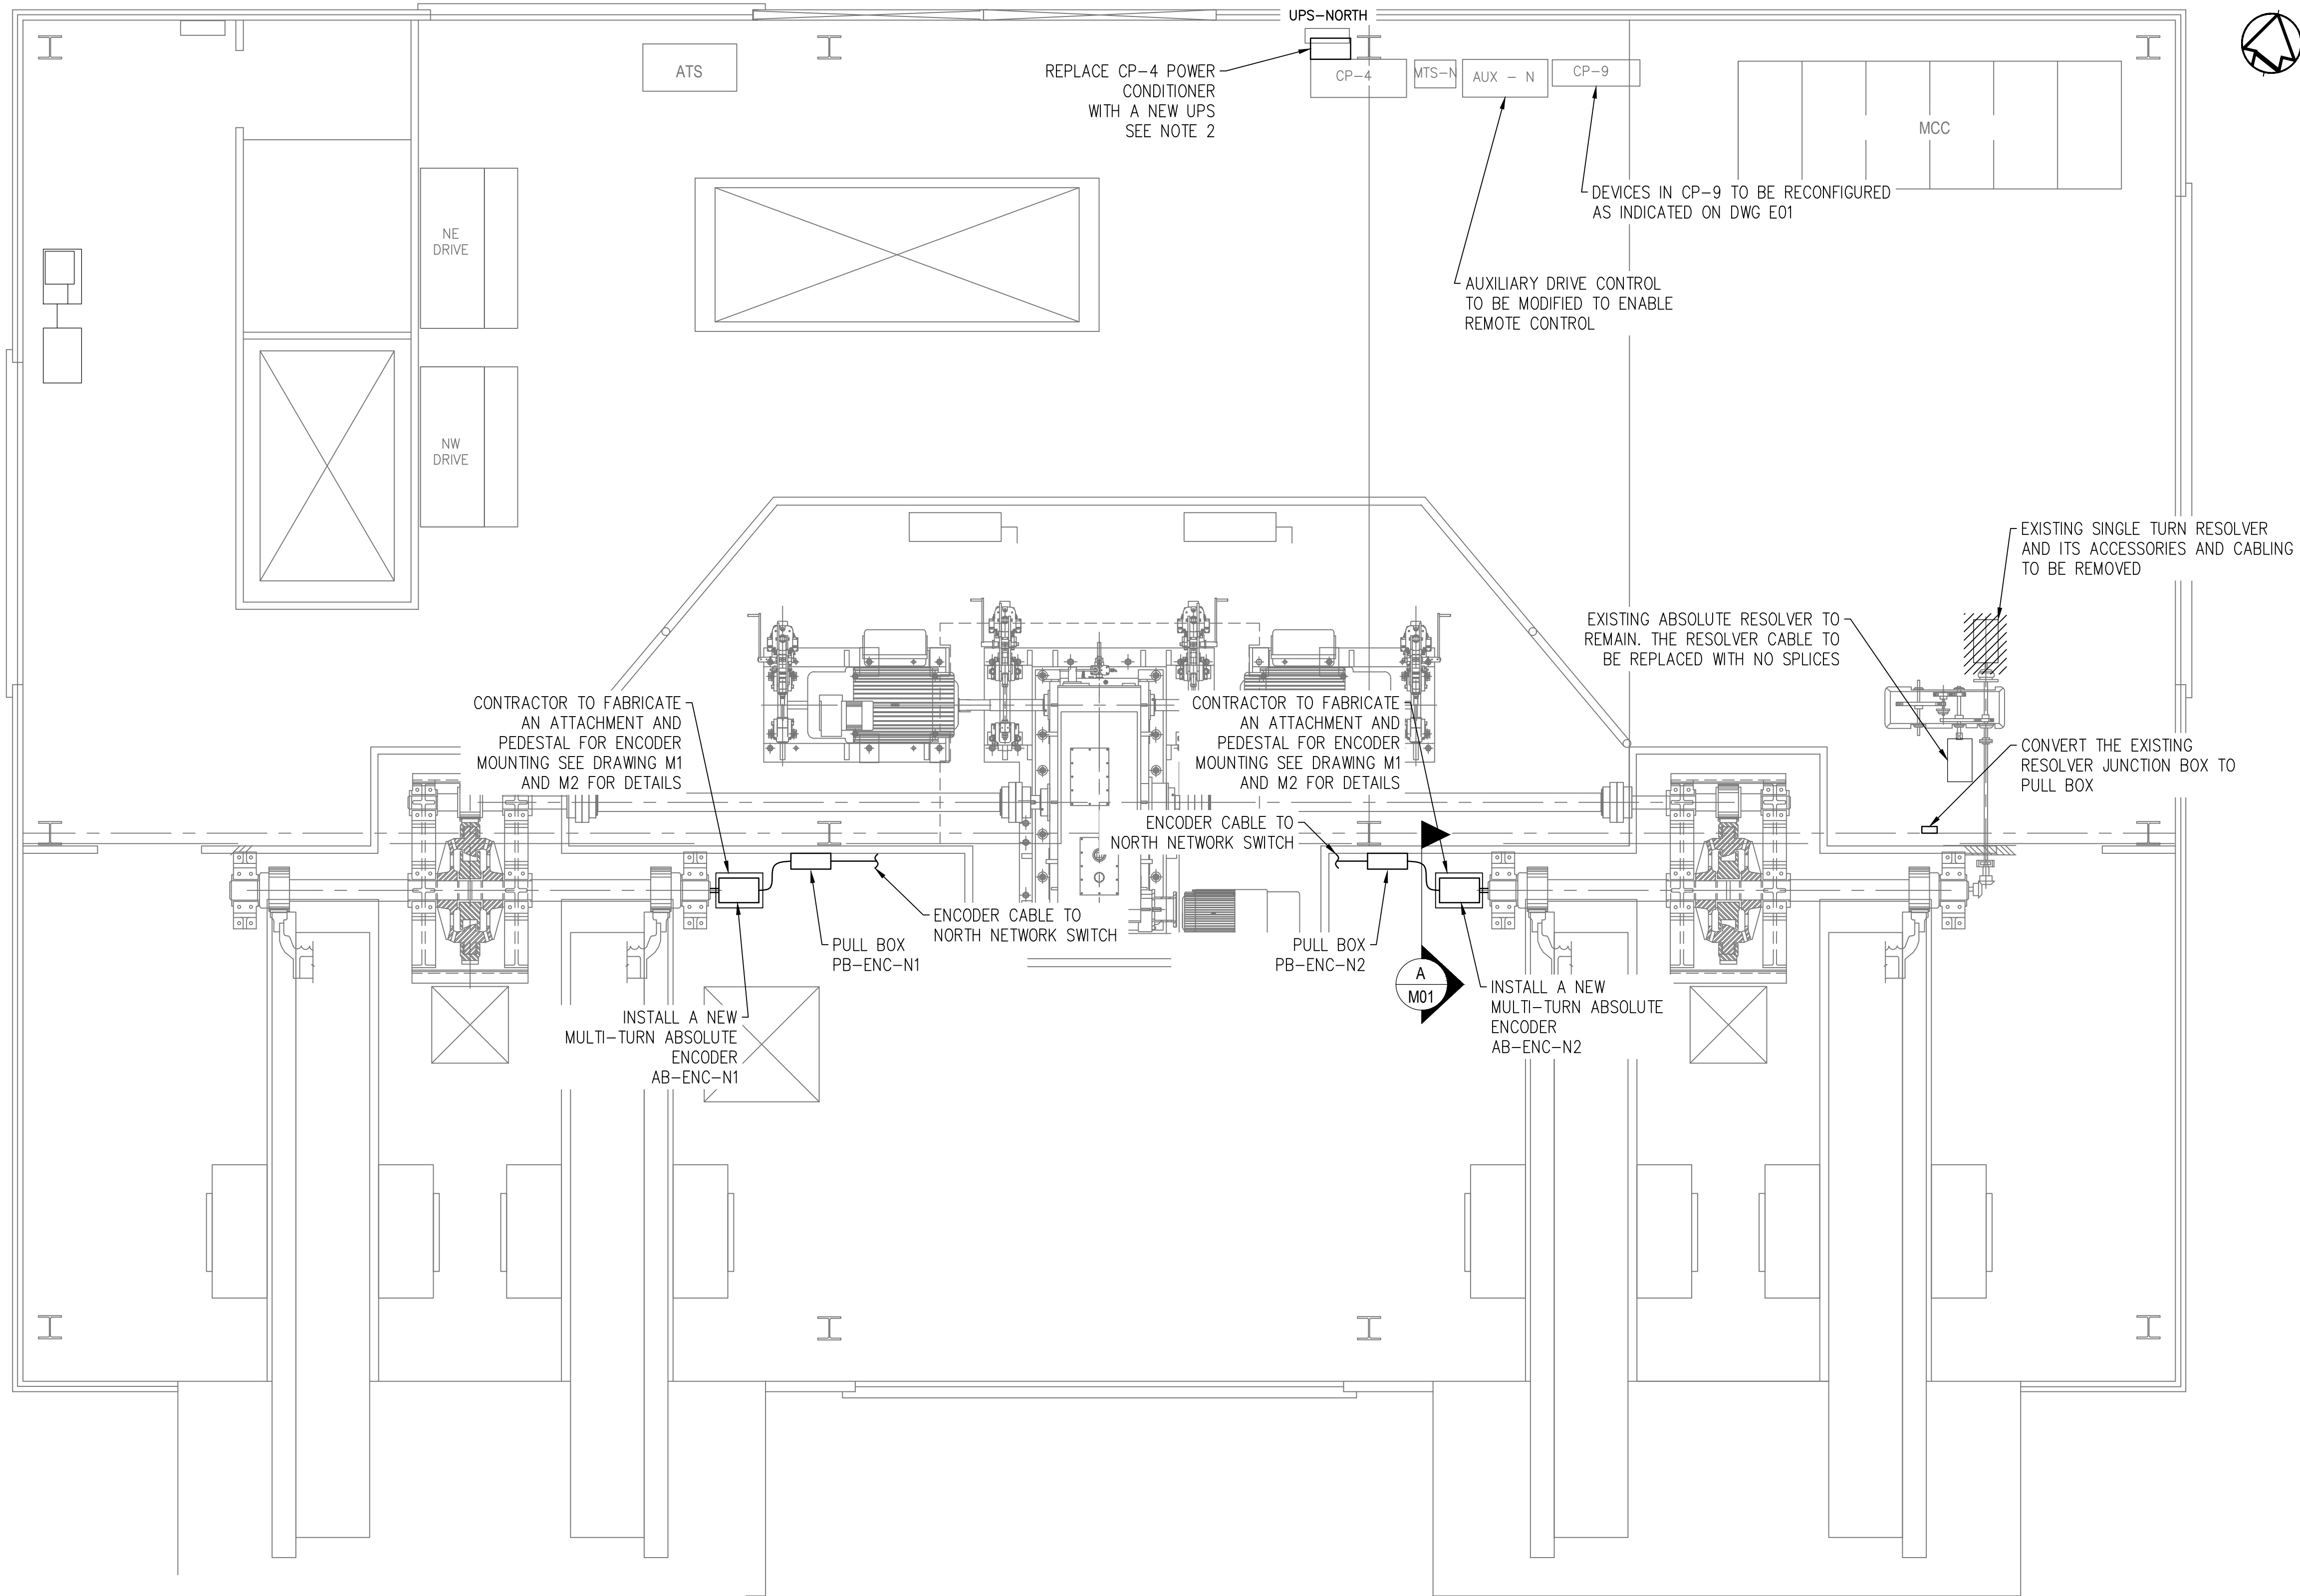 UPS-NORTH
ATS
REPLACE CP-4 POWER
CONDITIONER
WITH A NEW UPS
SEE NOTE 2
CP-4
MTS-N
AUX - N
CP-9
MCC
DEVICES IN CP-9 TO BE RECONFIGURED
AS INDICATED ON DWG E01
NE
DRIVE
AUXILIARY DRIVE CONTROL
TO BE MODIFIED TO ENABLE
REMOTE CONTROL
NW
DRIVE
EXISTING SINGLE TURN RESOLVER
AND ITS ACCESSORIES AND CABLING
TO BE REMOVED
EXISTING ABSOLUTE RESOLVER TO
REMAIN. THE RESOLVER CABLE TO
BE REPLACED WITH NO SPLICES
CONTRACTOR TO FABRICATE
AN ATTACHMENT AND
PEDESTAL FOR ENCODER
MOUNTING SEE DRAWING M1
AND M2 FOR DETAILS
CONTRACTOR TO FABRICATE
AN ATTACHMENT AND
PEDESTAL FOR ENCODER
MOUNTING SEE DRAWING M1
AND M2 FOR DETAILS
CONVERT THE EXISTING
RESOLVER JUNCTION BOX TO
PULL BOX
ENCODER CABLE TO
NORTH NETWORK SWITCH
ENCODER CABLE TO
NORTH NETWORK SWITCH
PULL BOX
PB-ENC-N1
PULL BOX
PB-ENC-N2
A
M01
INSTALL A NEW
MULTI-TURN ABSOLUTE
ENCODER
AB-ENC-N2
INSTALL A NEW
MULTI-TURN ABSOLUTE
ENCODER
AB-ENC-N1